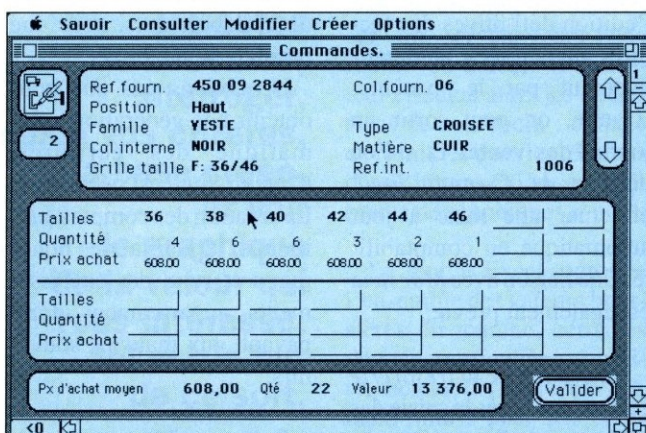 Savoir Consulter Modifier Créer Options
Commandes.
Ref.fourn. 450 09 2844 Col.fourn. 06
Position Haut
Famille VESTE Type CROISEE
Col.interne NOIR Matière CUIR
Grille taille F: 36/46 Ref.int. 1006
2
1
Tailles 36 38 40 42 44 46
Quantité 4 6 6 3 2 1
Prix achat 608.00 608.00 608.00 608.00 608.00 608.00
Tailles
Quantité
Prix achat
Px d'achat moyen 608,00 Qté 22 Valeur 13 376,00 Valider
<0